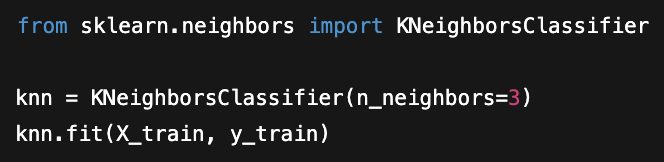 from sklearn.neighbors import KNeighborsClassifier
knn = KNeighborsClassifier(n_neighbors=3)
knn.fit(X_train, y_train)